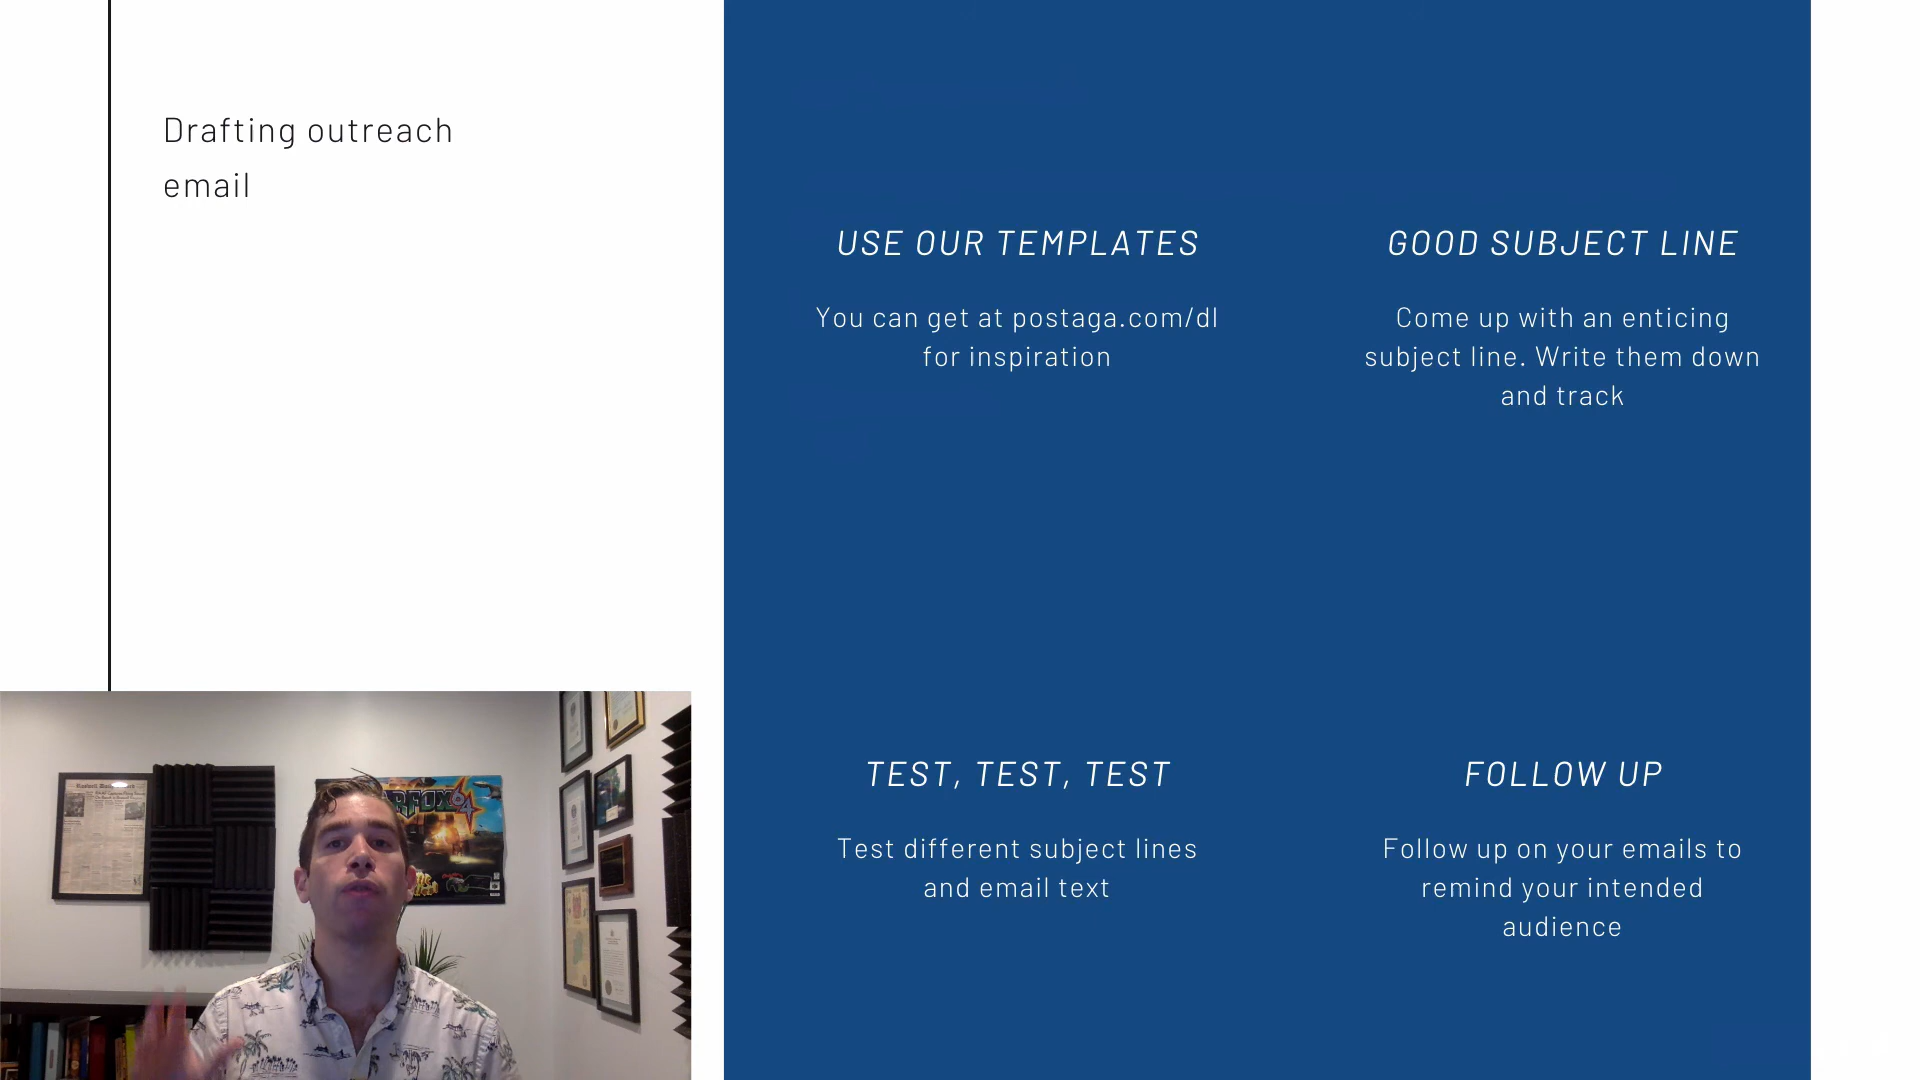 Drafting outreach
email
USE OUR TEMPLATES
You can get at postaga.com/dl
for inspiration
GOOD SUBJECT LINE
Come up with an enticing
subject line. Write them down
and track
TEST, TEST, TEST
Test different subject lines
and email text
FOLLOW UP
Follow up on your emails to
remind your intended
audience